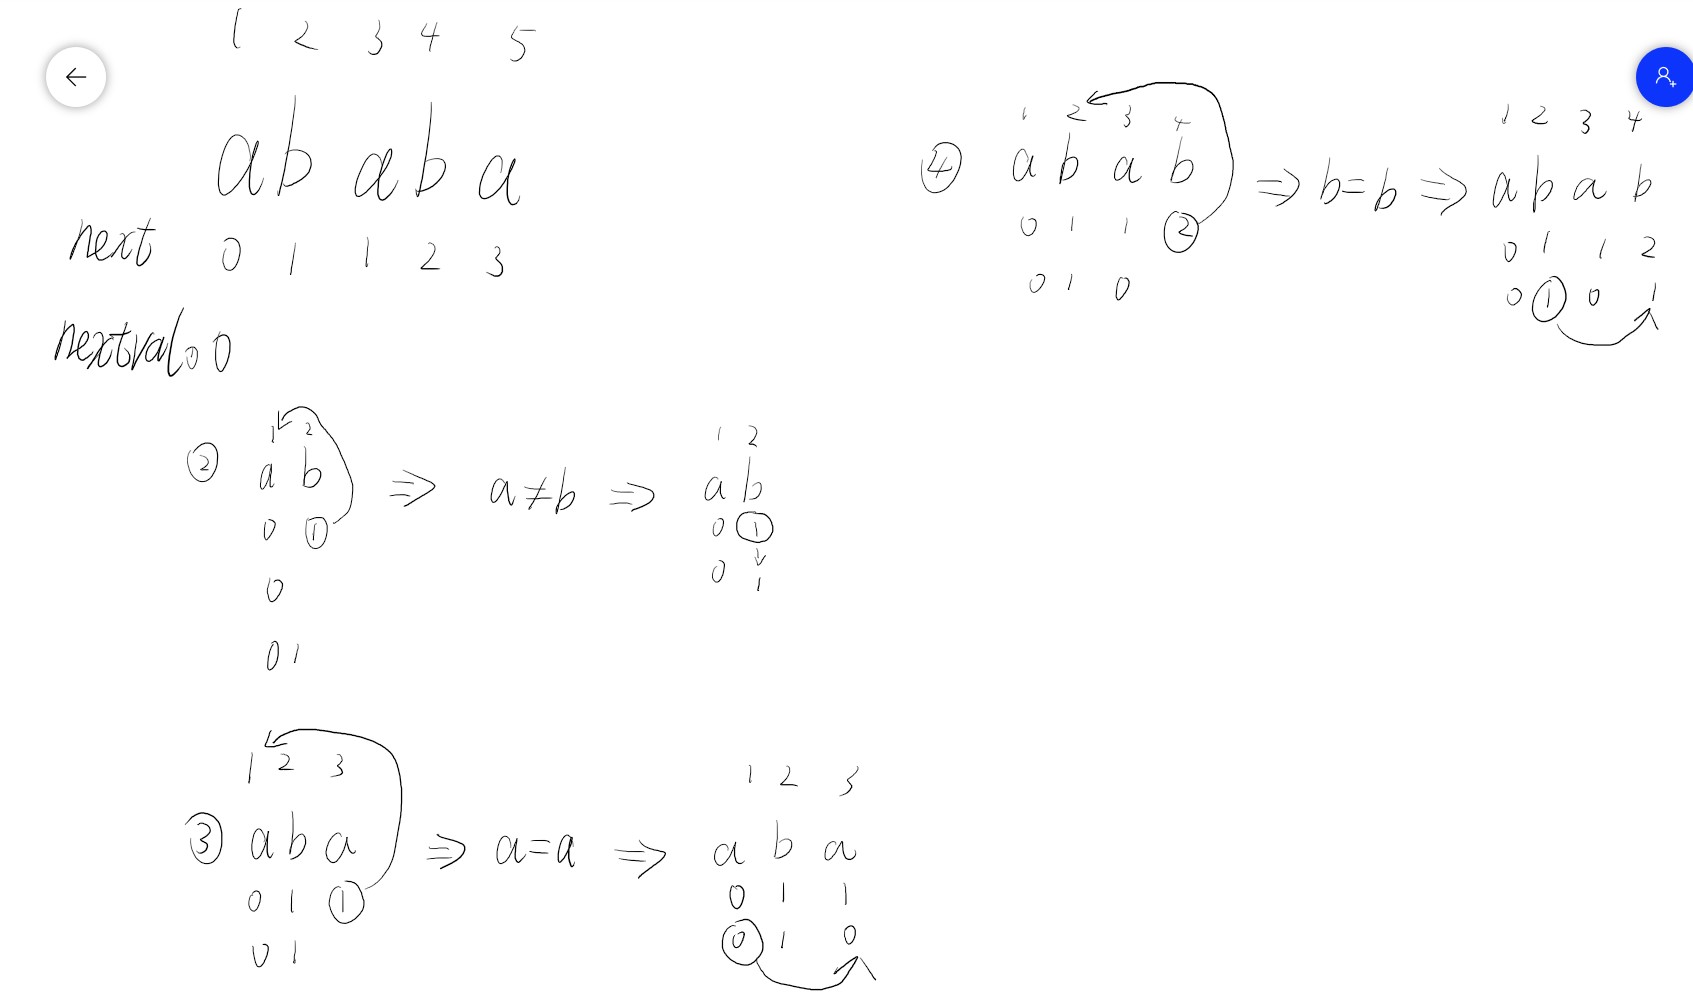 1 2 3 4 5
a b a b a
next 0 1 1 2 3
nextval. 0 0
② 1 2
a b ⇒ a≠b ⇒
0 ①
0
0 1
1 2
a b
0 ①
0 1
③ 1 2 3
a b a ⇒ a=a ⇒
0 1 ①
0 1
1 2 3
a b a
0 1 1
⓪ 1 0
④ 1 2 3 4
a b a b ⇒ b=b ⇒
0 1 1 ②
0 1 0
1 2 3 4
a b a b
0 1 1 2
0 ① 0 1